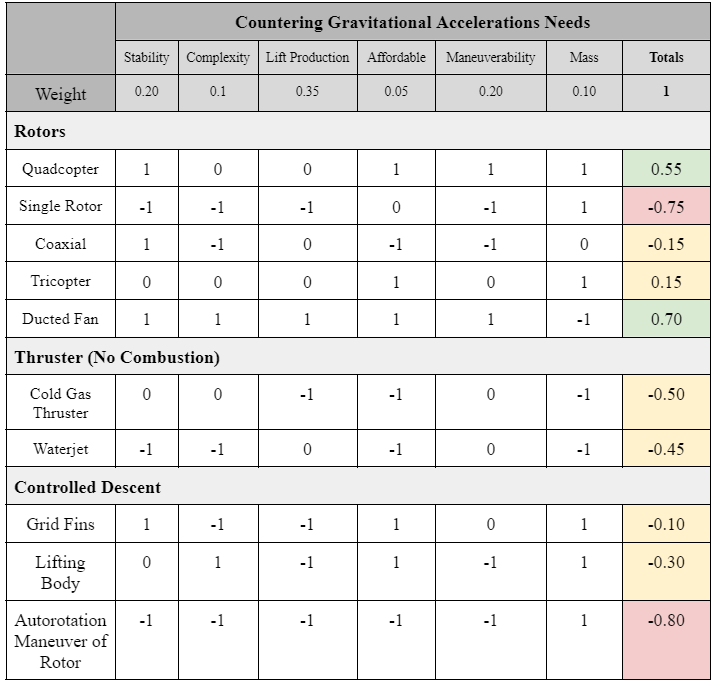 Countering Gravitational Accelerations Needs
Stability Complexity Lift Production Affordable Maneuverability Mass Totals
Weight 0.20 0.1 0.35 0.05 0.20 0.10 1
Rotors
Quadcopter 1 0 0 1 1 1 0.55
Single Rotor -1 -1 -1 0 -1 1 -0.75
Coaxial 1 -1 0 -1 -1 0 -0.15
Tricopter 0 0 0 1 0 1 0.15
Ducted Fan 1 1 1 1 1 -1 0.70
Thruster (No Combustion)
Cold Gas 0 0 -1 -1 0 -1 -0.50
Thruster
Waterjet -1 -1 0 -1 0 -1 -0.45
Controlled Descent
Grid Fins 1 -1 -1 1 0 1 -0.10
Lifting 0 1 -1 1 -1 1 -0.30
Body
Autorotation -1 -1 -1 -1 -1 1 -0.80
Maneuver of
Rotor